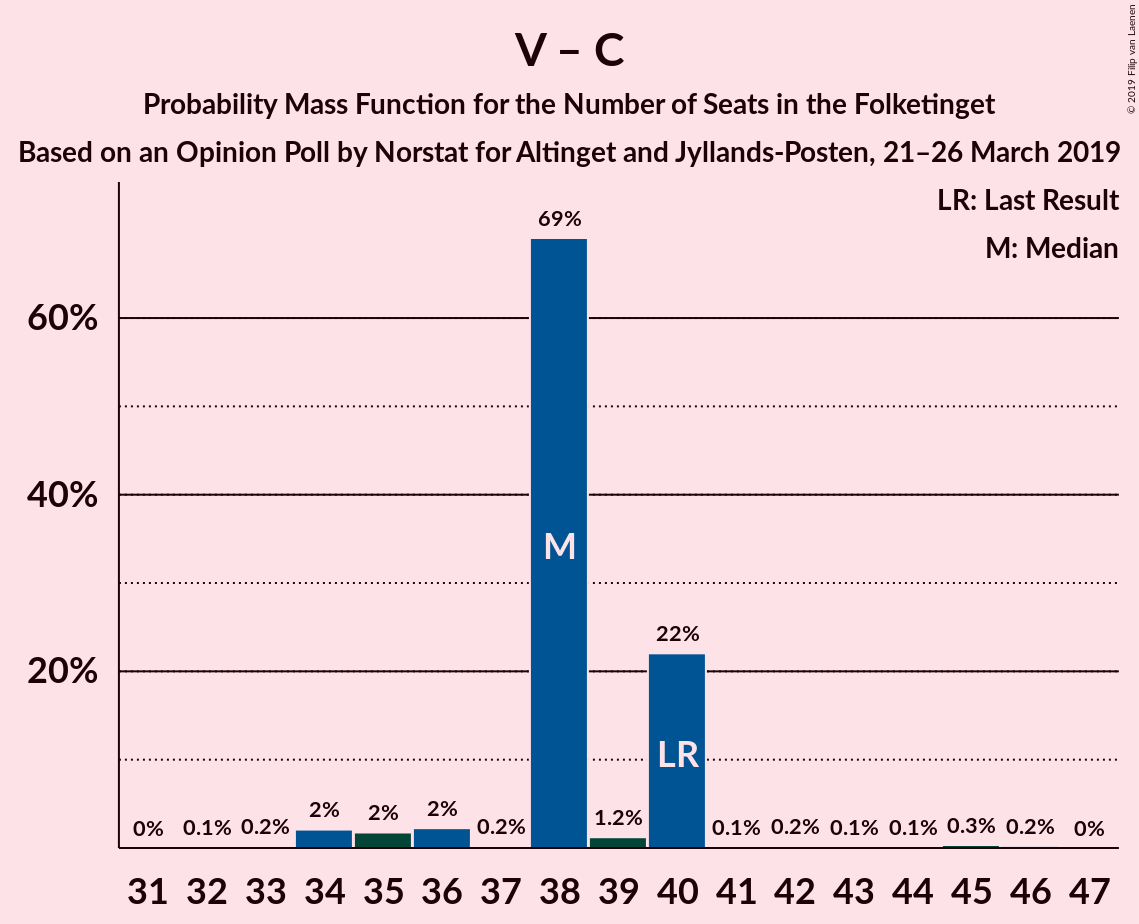 V – C
Probability Mass Function for the Number of Seats in the Folketinget
Based on an Opinion Poll by Norstat for Altinget and Jyllands-Posten, 21–26 March 2019
© 2019 Filip van Laenen
LR: Last Result
M: Median
60%
40%
20%
0%
0.1%
0.2%
2%
2%
2%
0.2%
69%
1.2%
22%
0.1%
0.2%
0.1%
0.1%
0.3%
0.2%
0%
M
LR
31 32 33 34 35 36 37 38 39 40 41 42 43 44 45 46 47